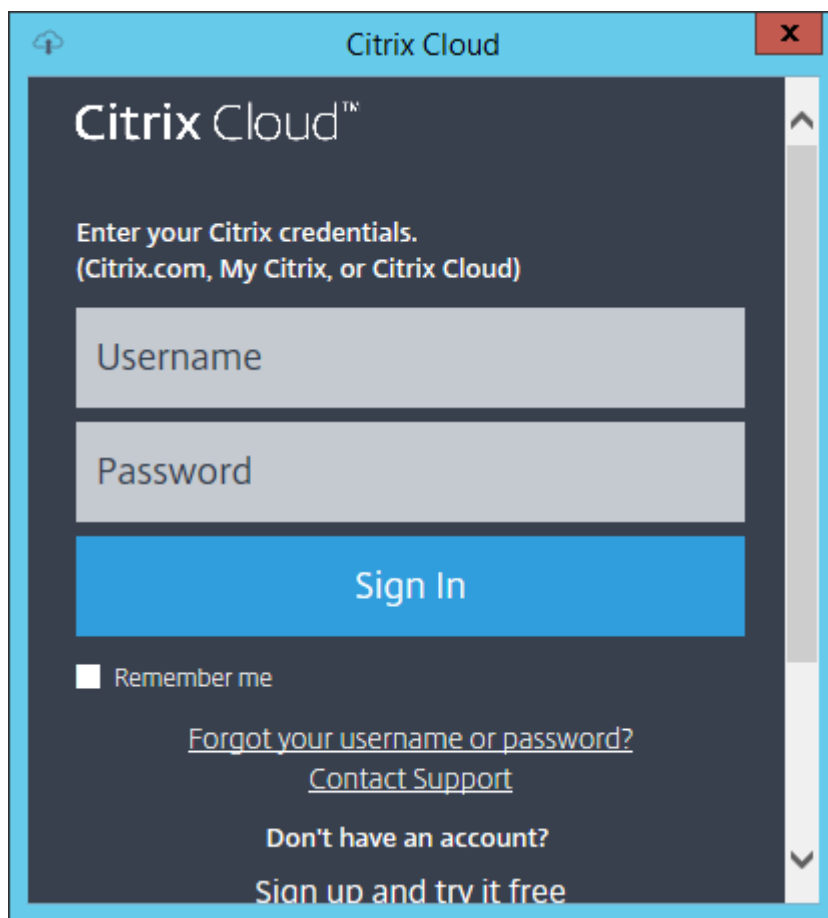 Citrix Cloud
x
Citrix Cloud™
Enter your Citrix credentials.
(Citrix.com, My Citrix, or Citrix Cloud)
Username
Password
Sign In
Remember me
Forgot your username or password?
Contact Support
Don't have an account?
Sign up and try it free